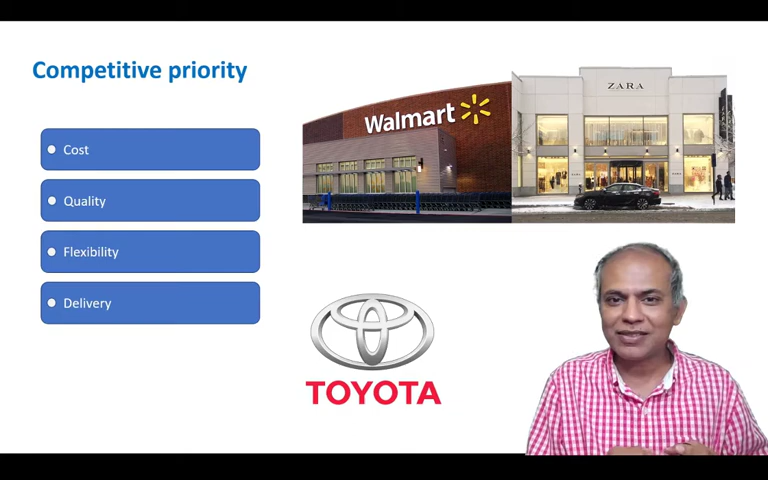 Competitive priority
Cost
Quality
Flexibility
Delivery
Walmart
ZARA
TOYOTA